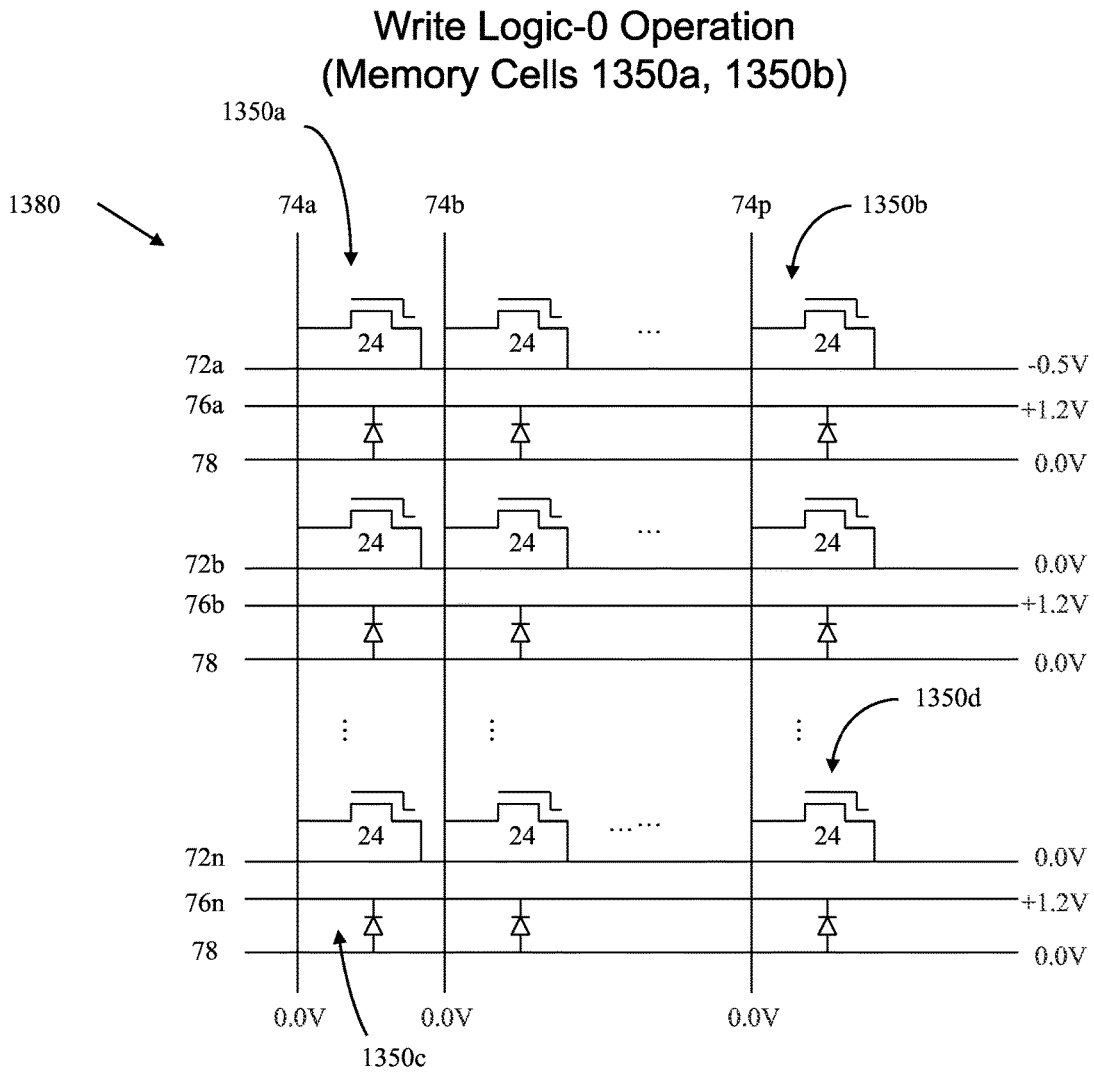 Write Logic-0 Operation
(Memory Cells 1350a, 1350b)
1350a
1380
74a
74b
74p
1350b
24
24
...
24
72a
-0.5V
76a
+1.2V
78
0.0V
24
24
...
24
72b
0.0V
76b
+1.2V
78
0.0V
1350d
...
...
...
24
24
......
24
72n
0.0V
76n
+1.2V
78
0.0V
0.0V
0.0V
0.0V
1350c